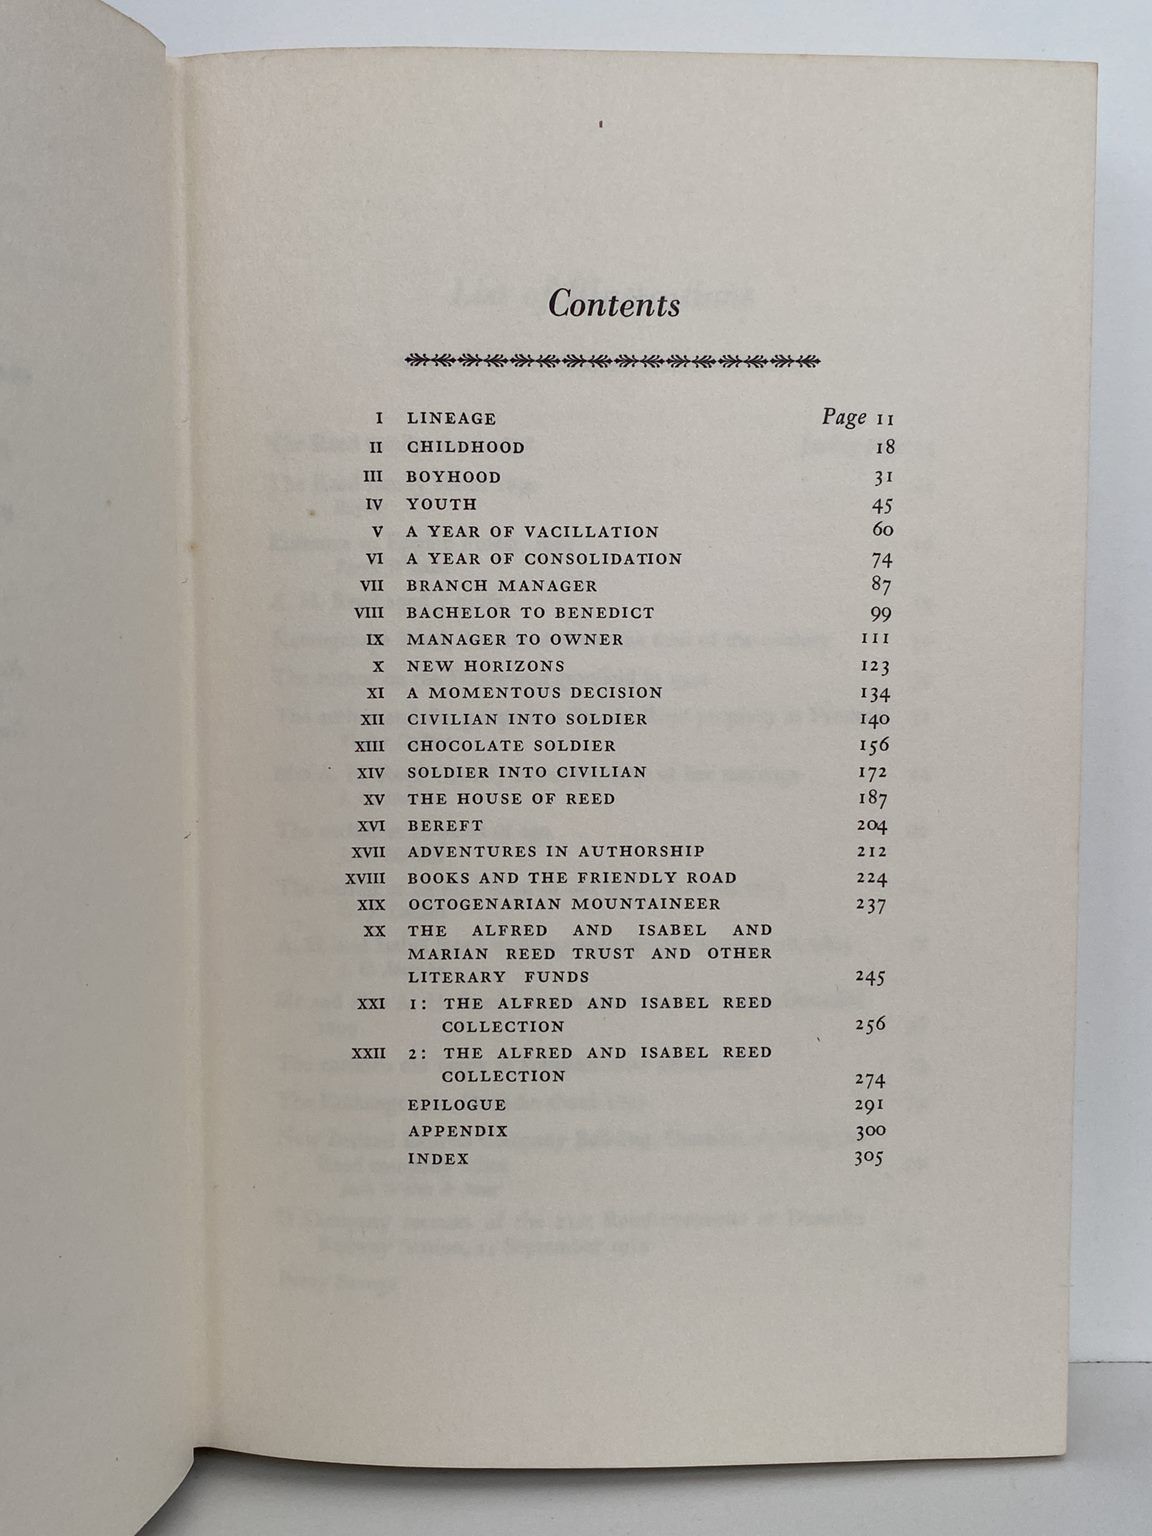 Contents
I LINEAGE Page 11
II CHILDHOOD 18
III BOYHOOD 31
IV YOUTH 45
V A YEAR OF VACILLATION 60
VI A YEAR OF CONSOLIDATION 74
VII BRANCH MANAGER 87
VIII BACHELOR TO BENEDICT 99
IX MANAGER TO OWNER 111
X NEW HORIZONS 123
XI A MOMENTOUS DECISION 134
XII CIVILIAN INTO SOLDIER 140
XIII CHOCOLATE SOLDIER 156
XIV SOLDIER INTO CIVILIAN 172
XV THE HOUSE OF REED 187
XVI BEREFT 204
XVII ADVENTURES IN AUTHORSHIP 212
XVIII BOOKS AND THE FRIENDLY ROAD 224
XIX OCTOGENARIAN MOUNTAINEER 237
XX THE ALFRED AND ISABEL AND
MARIAN REED TRUST AND OTHER
LITERARY FUNDS 245
XXI 1: THE ALFRED AND ISABEL REED
COLLECTION 256
XXII 2: THE ALFRED AND ISABEL REED
COLLECTION 274
EPILOGUE 291
APPENDIX 300
INDEX 305